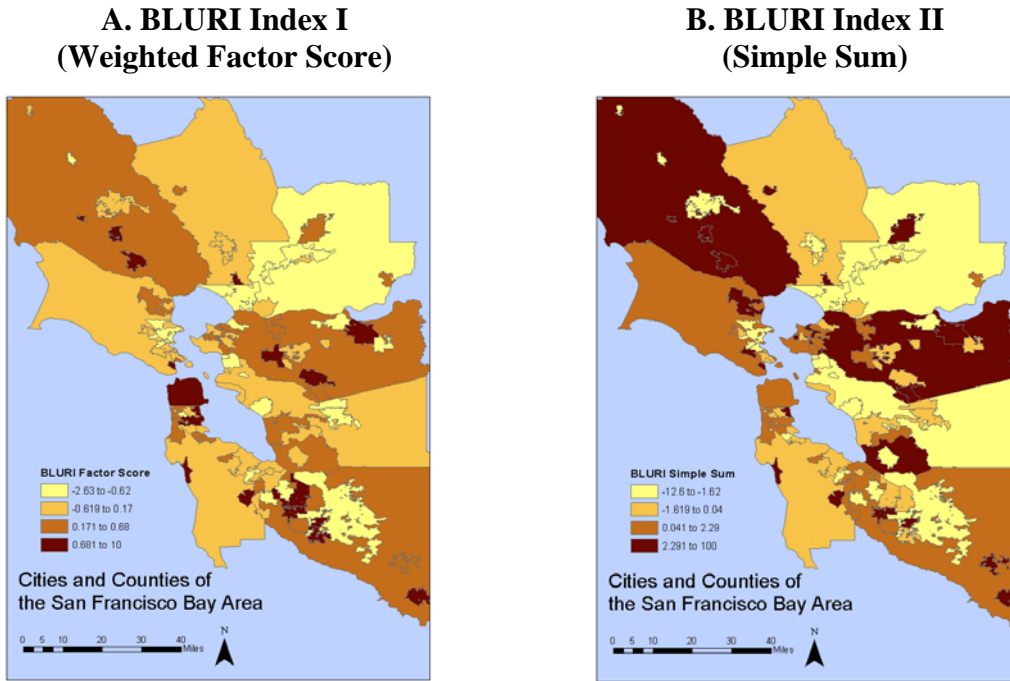 A. BLURI Index I
(Weighted Factor Score)
BLURI Factor Score
-2.63 to -0.62
-0.619 to 0.17
0.171 to 0.68
0.681 to 10
Cities and Counties of
the San Francisco Bay Area
0 5 10 20 30 40
Miles
N
B. BLURI Index II
(Simple Sum)
BLURI Simple Sum
-12.6 to -1.62
-1.619 to 0.04
0.041 to 2.29
2.291 to 100
Cities and Counties of
the San Francisco Bay Area
0 5 10 20 30 40
Miles
N